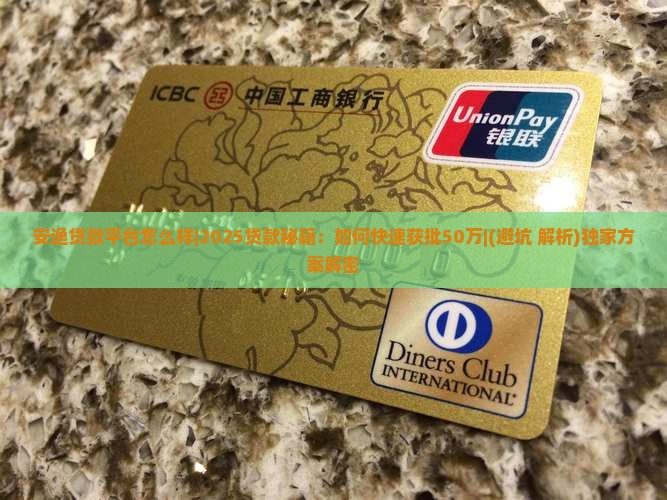 ICBC 中国工商银行
UnionPay
银联
安逸贷款平台怎么样|2025贷款秘籍：如何快速获批50万|(避坑 解析)独家方
案解密
Diners Club
INTERNATIONAL